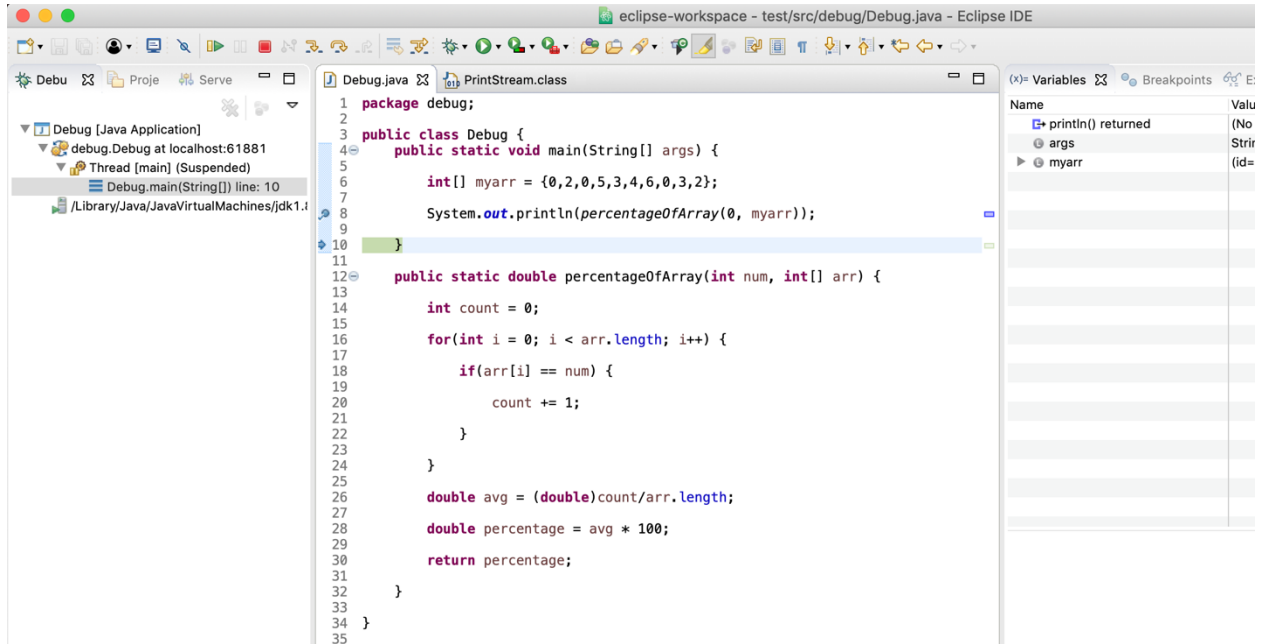 eclipse-workspace - test/src/debug/Debug.java - Eclipse IDE
Debu Proje Serve
Debug [Java Application]
debug.Debug at localhost:61881
Thread [main] (Suspended)
Debug.main(String[]) line: 10
/Library/Java/JavaVirtualMachines/jdk1.8
Debug.java PrintStream.class
1 package debug;
2
3 public class Debug {
4 public static void main(String[] args) {
5
6 int[] myarr = {0,2,0,5,3,4,6,0,3,2};
7
8 System.out.println(percentageOfArray(0, myarr));
9
10 }
11
12 public static double percentageOfArray(int num, int[] arr) {
13
14 int count = 0;
15
16 for(int i = 0; i < arr.length; i++) {
17
18 if(arr[i] == num) {
19
20 count += 1;
21
22 }
23
24 }
25
26 double avg = (double)count/arr.length;
27
28 double percentage = avg * 100;
29
30 return percentage;
31
32 }
33
34 }
35
(x)= Variables Breakpoints E
Name Valu
println() returned (No
args Strin
myarr (id=